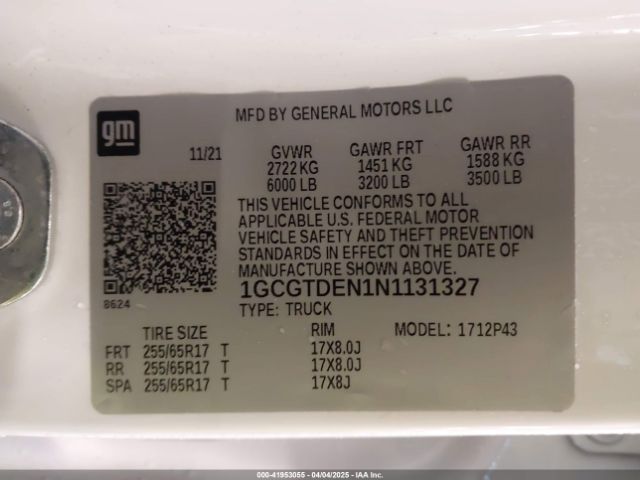 gm
MFD BY GENERAL MOTORS LLC
11/21 GVWR GAWR FRT GAWR RR
2722 KG 1451 KG 1588 KG
6000 LB 3200 LB 3500 LB
THIS VEHICLE CONFORMS TO ALL
APPLICABLE U.S. FEDERAL MOTOR
VEHICLE SAFETY AND THEFT PREVENTION
STANDARDS IN EFFECT ON THE DATE OF
MANUFACTURE SHOWN ABOVE.
8624 1GCGTDEN1N1131327
TYPE: TRUCK
TIRE SIZE RIM MODEL: 1712P43
FRT 255/65R17 T 17X8.0J
RR 255/65R17 T 17X8.0J
SPA 255/65R17 T 17X8J
000-41953055 - 04/04/2025 - IAA Inc.